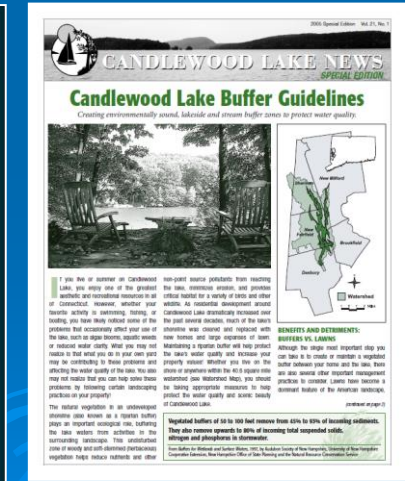 2005 Special Edition Vol. 21, No. 1
CANDLEWOOD LAKE NEWS
SPECIAL EDITION
Candlewood Lake Buffer Guidelines
Creating environmentally sound, lakeside and stream buffer zones to protect water quality.
If you live or summer on Candlewood
Lake, you enjoy one of the greatest
aesthetic and recreational resources in all
of Connecticut. However, whether your
favorite activity is swimming, fishing, or
boating, you have likely noticed some of the
problems that occasionally affect your use of
the lake, such as algae blooms, aquatic weeds
or reduced water clarity. What you may not
realize is that what you do in your own yard
may be contributing to these problems and
affecting the water quality of the lake. You also
may not realize that you can help solve these
problems by following certain landscaping
practices on your property!
The natural vegetation in an undeveloped
shoreline (also known as a riparian buffer)
plays an important ecological role, buffering
the lake waters from activities in the
surrounding landscape. This undisturbed
zone of woody and soft-stemmed (herbaceous)
vegetation helps reduce nutrients and other
non-point source pollutants from reaching
the lake, minimizes erosion, and provides
critical habitat for a variety of birds and other
wildlife. As residential development around
Candlewood Lake dramatically increased over
the past several decades, much of the lake's
shoreline was cleared and replaced with
new homes and large expanses of lawn.
Maintaining a riparian buffer will help protect
the lake's water quality and increase your
property values! Whether you live on the
shore or anywhere within the 40.5 square mile
watershed (see Watershed Map), you should
be taking appropriate measures to help
protect the water quality and scenic beauty
of Candlewood Lake.
Sherman
New Milford
New Fairfield
Brookfield
Danbury
Watershed
BENEFITS AND DETRIMENTS:
BUFFERS VS. LAWNS
Although the single most important step you
can take is to create or maintain a vegetated
buffer between your home and the lake, there
are also several other important management
practices to consider. Lawns have become a
dominant feature of the American landscape,
(continued on page 2)
Vegetated buffers of 50 to 100 feet remove from 45% to 93% of incoming sediments.
They also remove upwards to 80% of incoming total suspended solids,
nitrogen and phosphorus in stormwater.